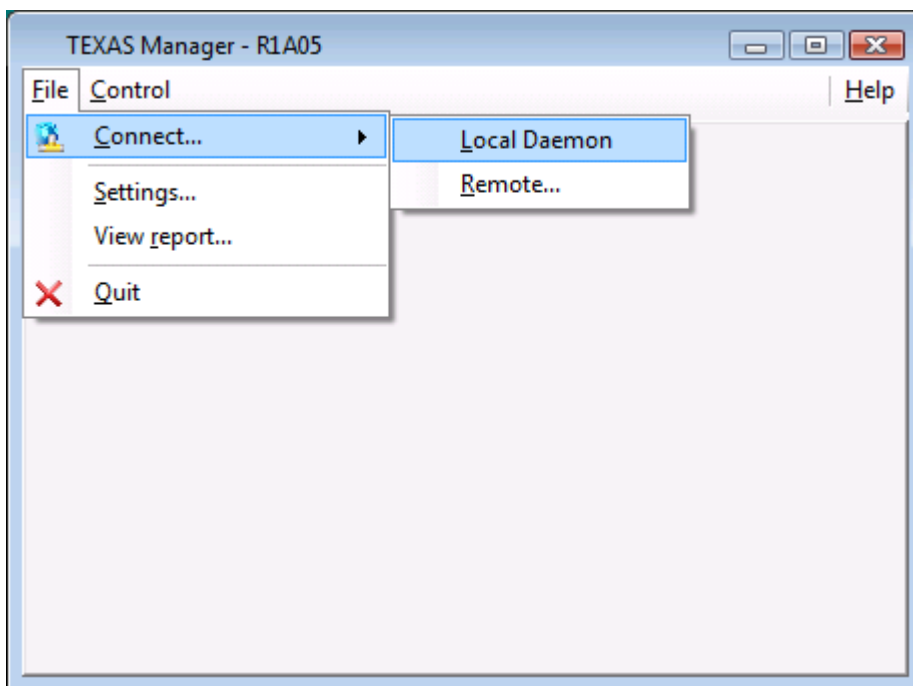 TEXAS Manager - R1A05
File Control Help
Connect... Local Daemon
Settings... Remote...
View report...
Quit